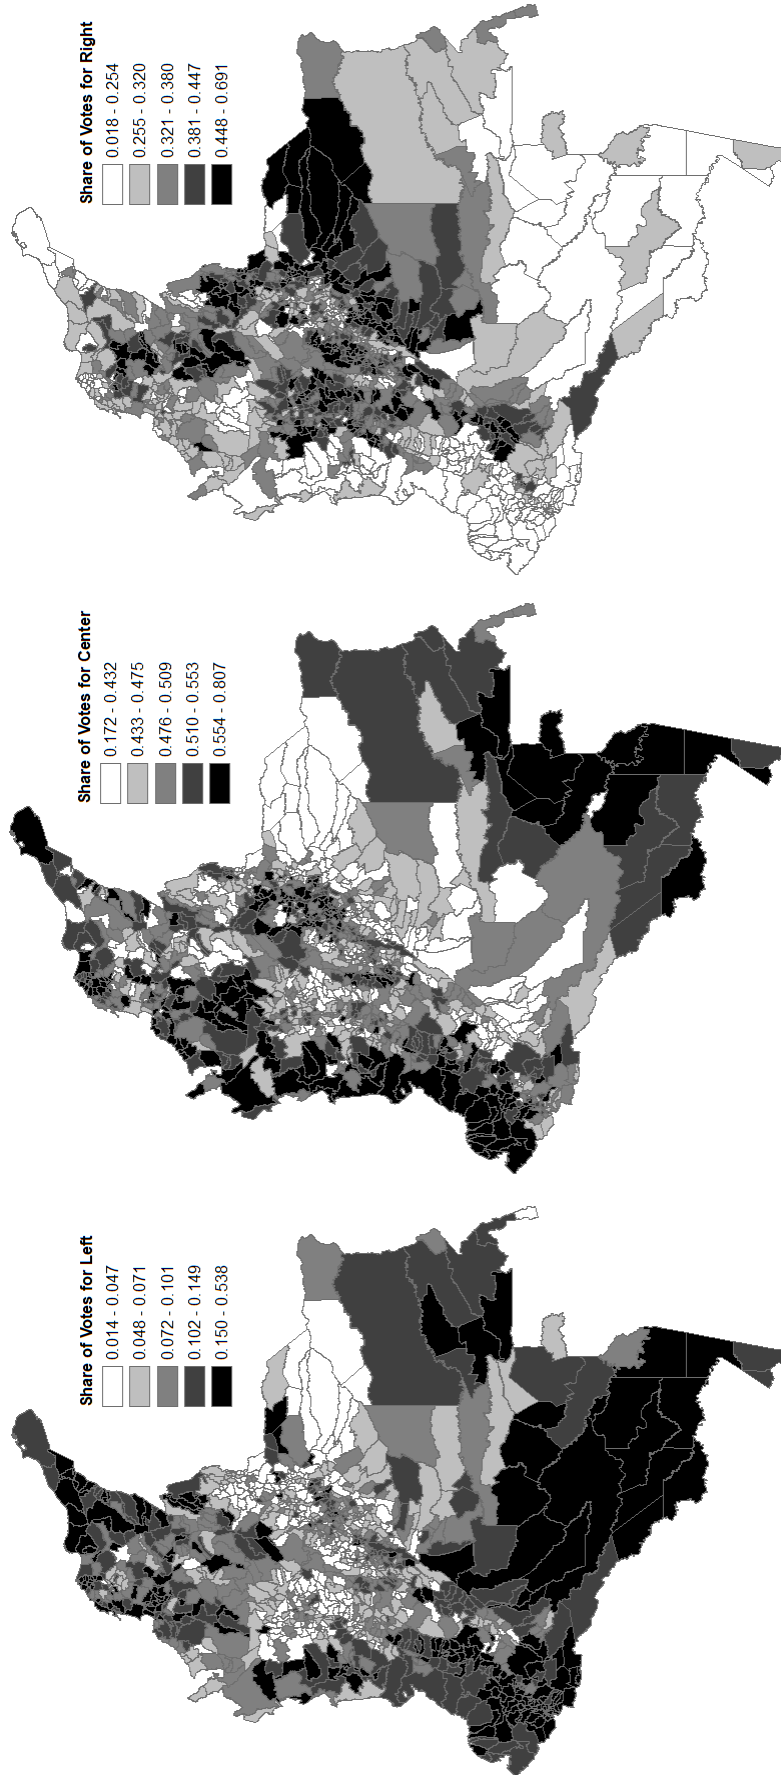 Share of Votes for Left
0.014 - 0.047
0.048 - 0.071
0.072 - 0.101
0.102 - 0.149
0.150 - 0.538
Share of Votes for Center
0.172 - 0.432
0.433 - 0.475
0.476 - 0.509
0.510 - 0.553
0.554 - 0.807
Share of Votes for Right
0.018 - 0.254
0.255 - 0.320
0.321 - 0.380
0.381 - 0.447
0.448 - 0.691